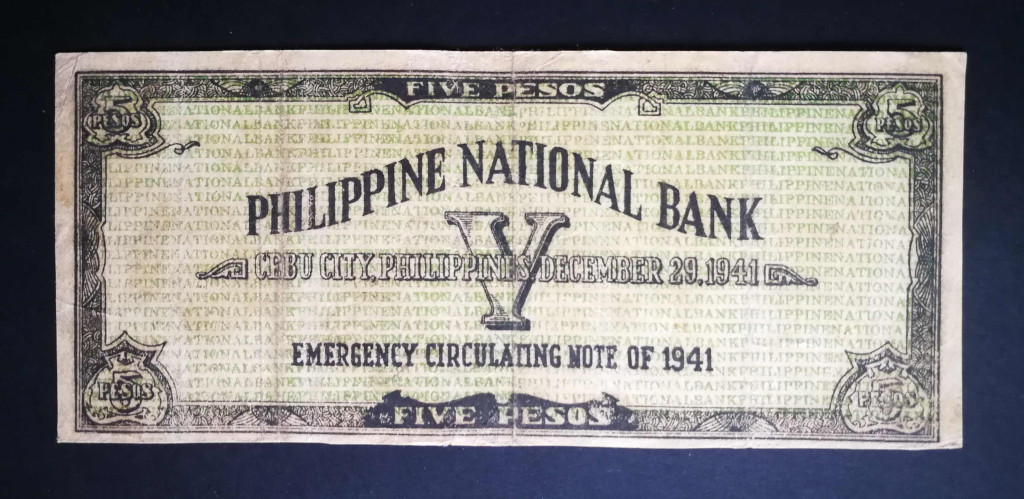 FIVE PESOS
5 PESOS
5 PESOS
PHILIPPINE NATIONAL BANK
V
CEBU CITY, PHILIPPINES, DECEMBER 29, 1941
EMERGENCY CIRCULATING NOTE OF 1941
5 PESOS
5 PESOS
FIVE PESOS